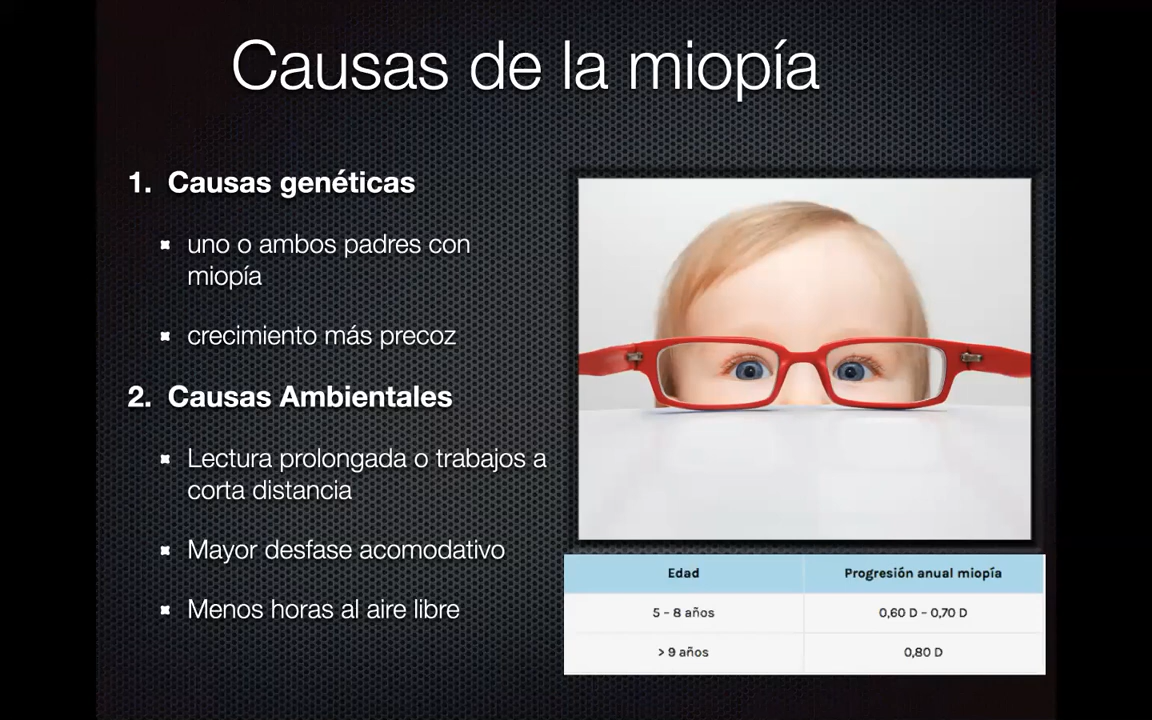 Causas de la miopía
1. Causas genéticas
uno o ambos padres con
miopía
crecimiento más precoz
2. Causas Ambientales
Lectura prolongada o trabajos a
corta distancia
Mayor desfase acomodativo
Menos horas al aire libre
Edad Progresión anual miopía
5 - 8 años 0,60 D - 0,70 D
> 9 años 0,80 D